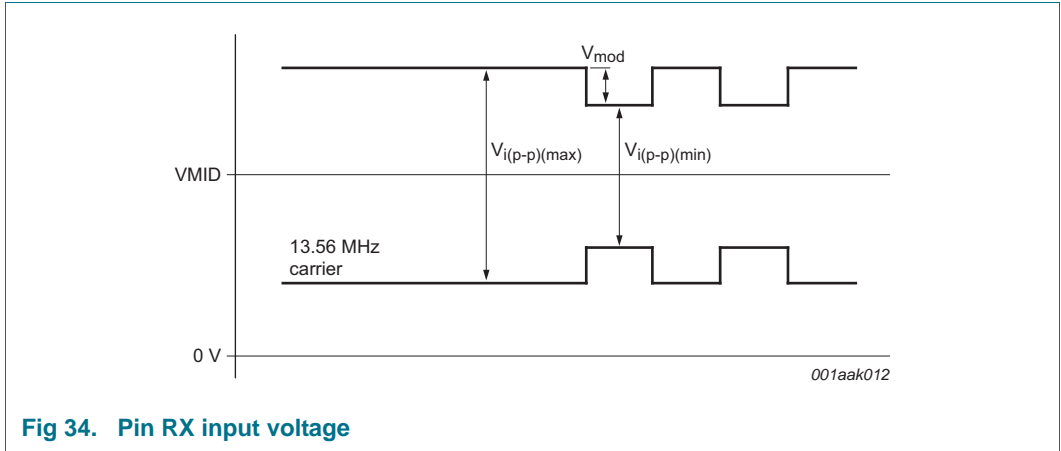 Vmod
Vi(p-p)(max)
Vi(p-p)(min)
VMID
13.56 MHz
carrier
0 V
001aak012
Fig 34. Pin RX input voltage